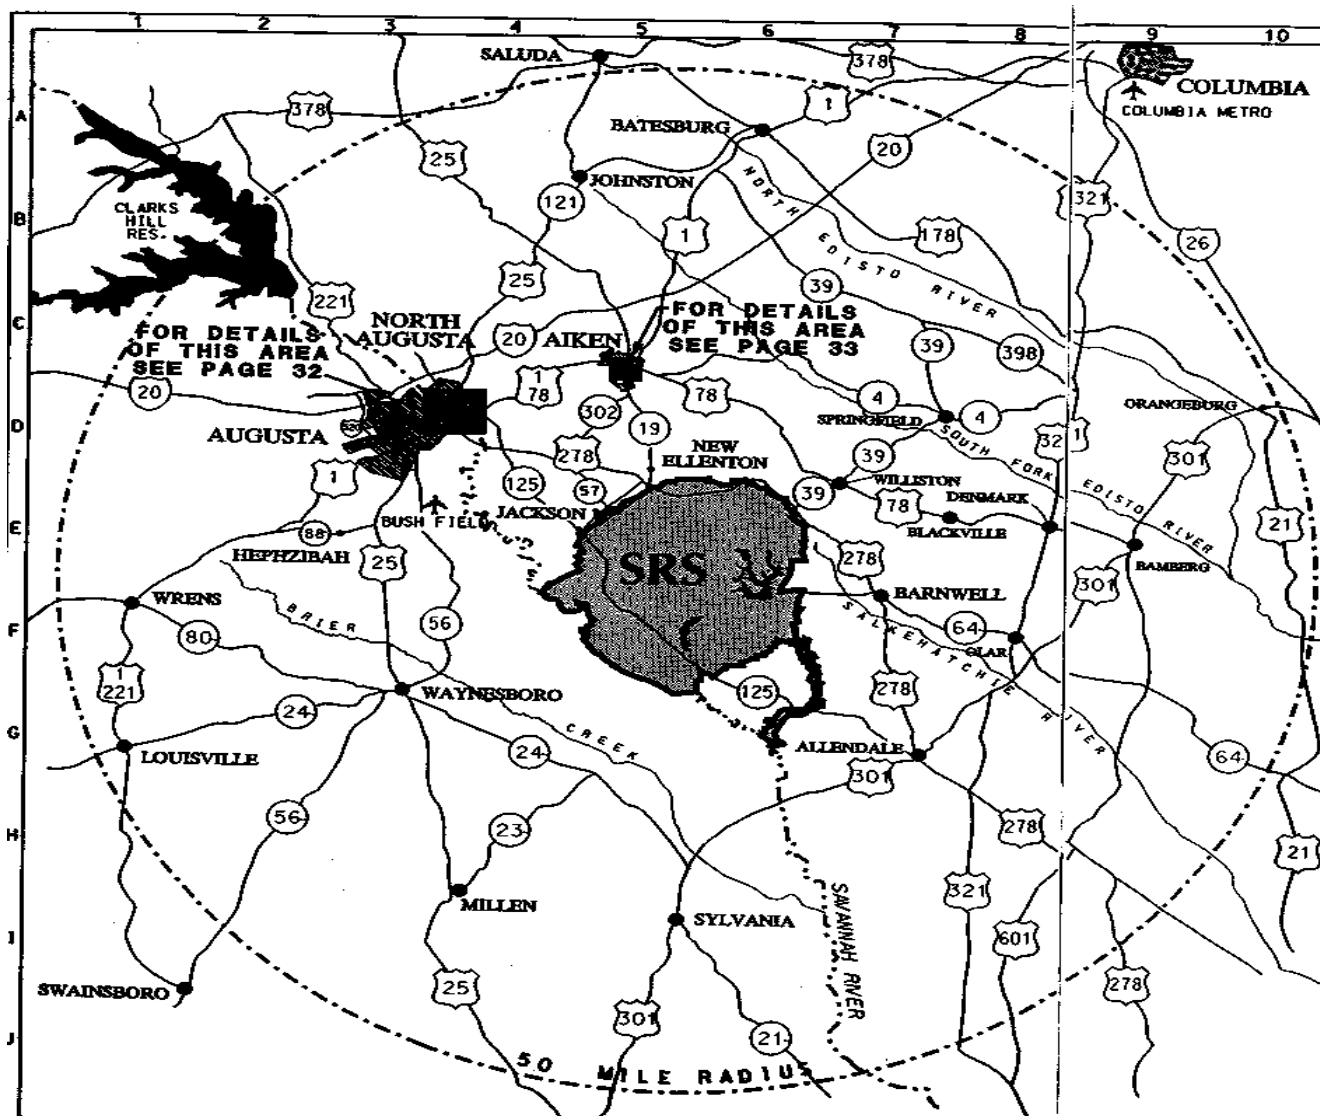 1 2 3 4 5 6 7 8 9 10
SALUDA
378
COLUMBIA
COLUMBIA METRO
A
378
1
BATESBURG
20
25
JOHNSTON
NORTH EDISTO RIVER
121
321
B
CLARKS
HILL
RES.
1
178
26
25
39
221
C
NORTH
AUGUSTA
FOR DETAILS
OF THIS AREA
SEE PAGE 32
FOR DETAILS
OF THIS AREA
SEE PAGE 33
20
AIKEN
39
398
20
1
78
302
78
4
SPRINGFIELD
4
ORANGEBURG
D
520
AUGUSTA
19
321
278
NEW
ELLENTON
39
SOUTH FORK EDISTO RIVER
301
1
125
57
39
WILLISTON
DENMARK
78
JACKSON
BUSH FIELD
BLACKVILLE
21
E
88
HEPHZIBAH
25
SRS
278
BAMBERG
301
WRENS
BARNWELL
F
BRIER CREEK
56
80
SALKEHATCHIE RIVER
64
OLAR
1
221
WAYNESBORO
125
278
24
G
LOUISVILLE
24
ALLENDALE
64
301
56
23
278
H
21
321
MILLEN
SYLVANIA
SAVANNAH RIVER
601
I
SWAINSBORO
25
278
301
21
J
50 MILE RADIUS